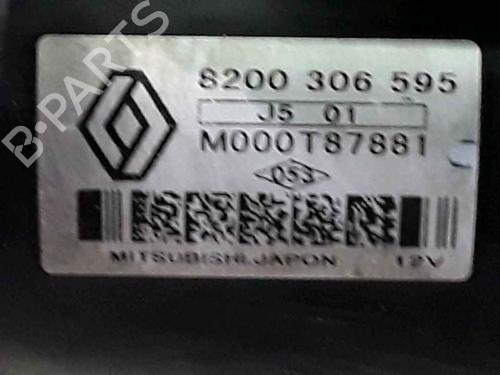 8200 306 595
J5 01
M000T87881
053
MITSUBISHI.JAPON 12V
B-PARTS